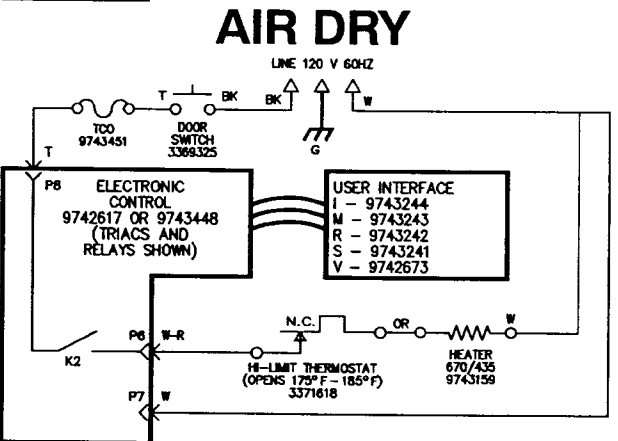 AIR DRY
LINE 120 V 60HZ
T
BK
BK
W
TCO
9743451
DOOR
SWITCH
3369325
G
T
P8
ELECTRONIC
CONTROL
9742617 OR 9743448
(TRIACS AND
RELAYS SHOWN)
USER INTERFACE
I - 9743244
M - 9743243
R - 9743242
S - 9743241
V - 9742673
K2
P6
W-R
N.C.
OR
W
HI-LIMIT THERMOSTAT
(OPENS 175° F - 185° F)
3371618
HEATER
670/435
9743159
P7
W